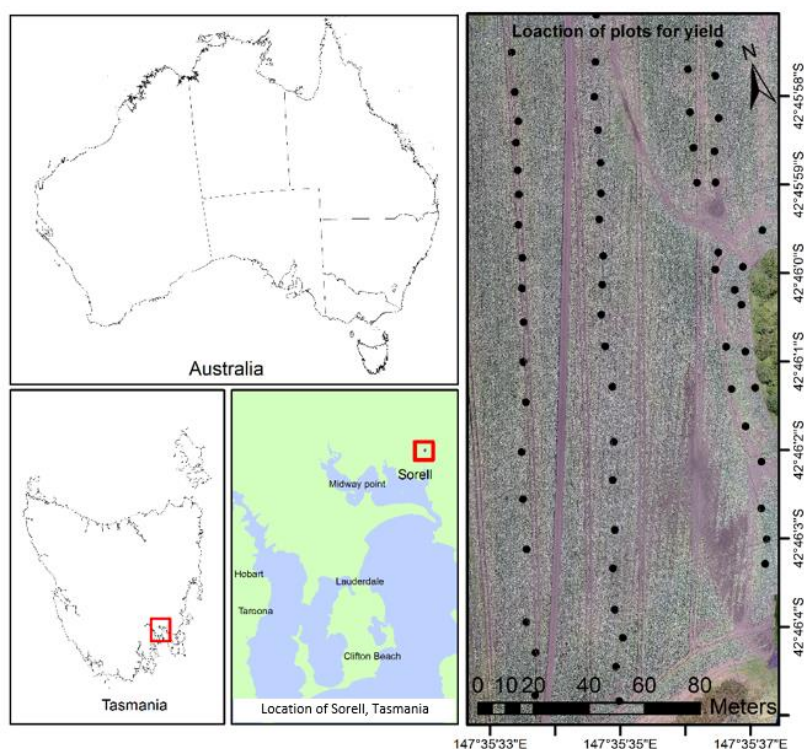 Australia
Tasmania
Sorell
Midway point
Hobart
Lauderdale
Taroona
Clifton Beach
Location of Sorell, Tasmania
Loaction of plots for yield
N
42°45'58"S
42°45'59"S
42°46'0"S
42°46'1"S
42°46'2"S
42°46'3"S
42°46'4"S
0 10 20 40 60 80
Meters
147°35'33"E 147°35'35"E 147°35'37"E